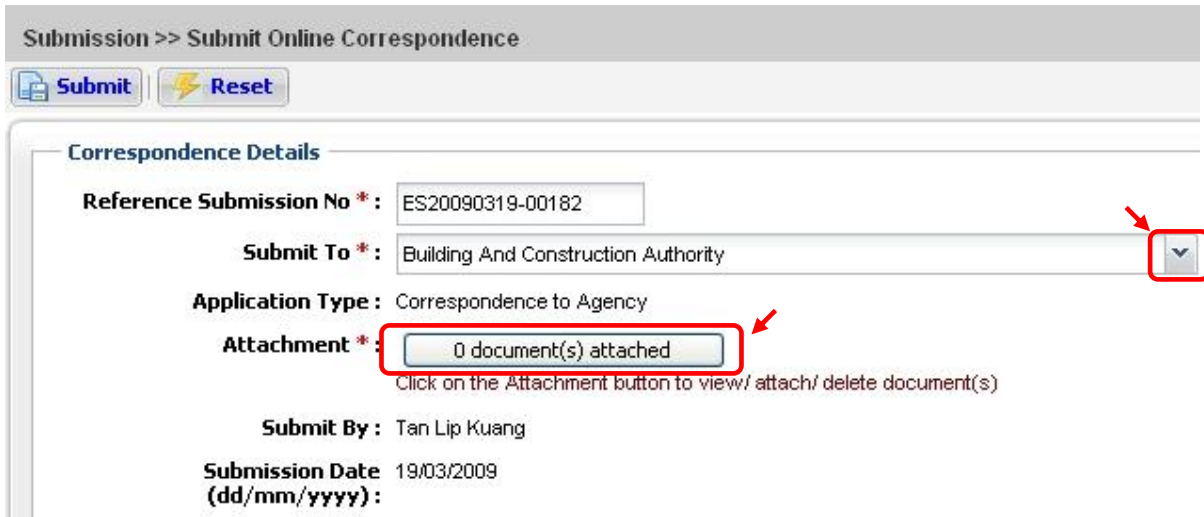 Submission >> Submit Online Correspondence
Submit Reset
Correspondence Details
Reference Submission No * : ES20090319-00182
Submit To * : Building And Construction Authority
Application Type : Correspondence to Agency
Attachment * : 0 document(s) attached
Click on the Attachment button to view/ attach/ delete document(s)
Submit By : Tan Lip Kuang
Submission Date 19/03/2009
(dd/mm/yyyy) :